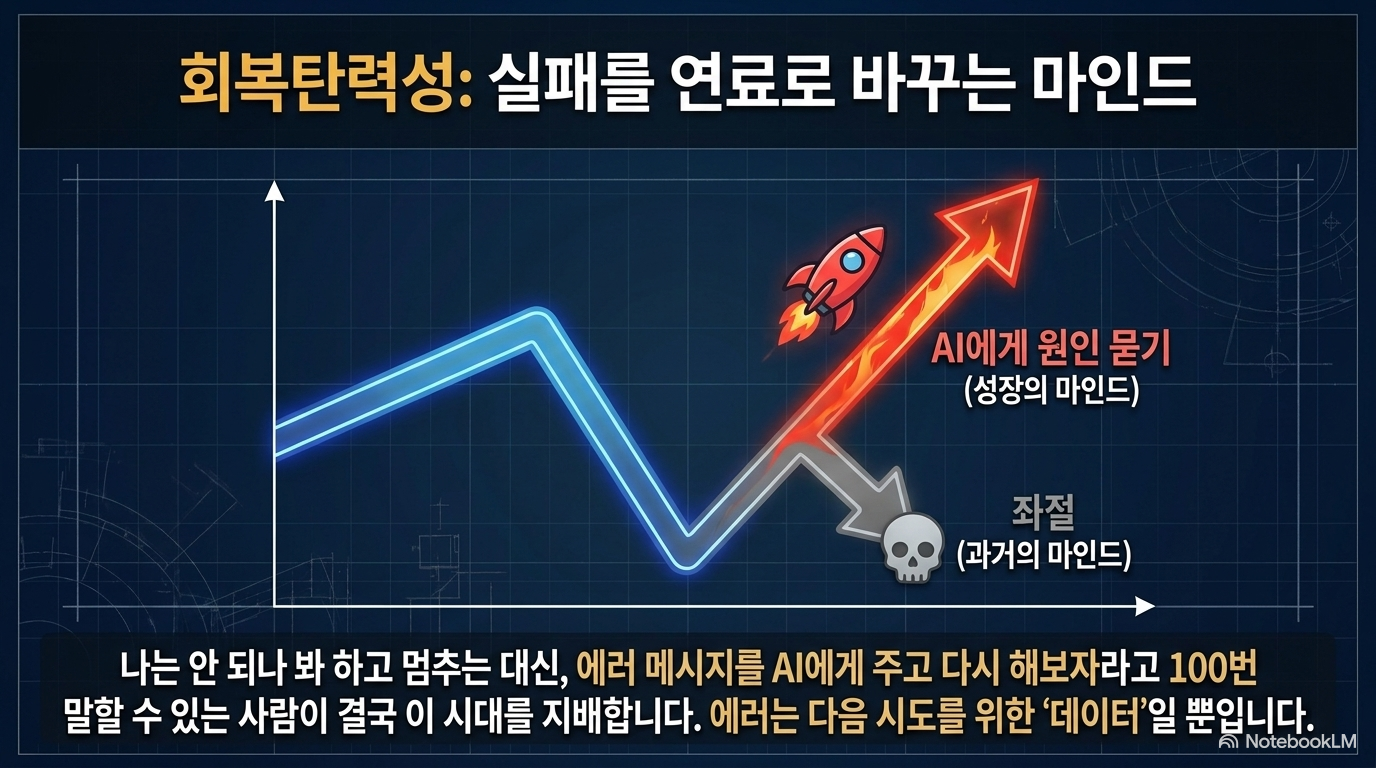 회복탄력성: 실패를 연료로 바꾸는 마인드
AI에게 원인 묻기
(성장의 마인드)
좌절
(과거의 마인드)
나는 안 되나 봐 하고 멈추는 대신, 에러 메시지를 AI에게 주고 다시 해보자라고 100번
말할 수 있는 사람이 결국 이 시대를 지배합니다. 에러는 다음 시도를 위한 ‘데이터’일 뿐입니다.
NotebookLM